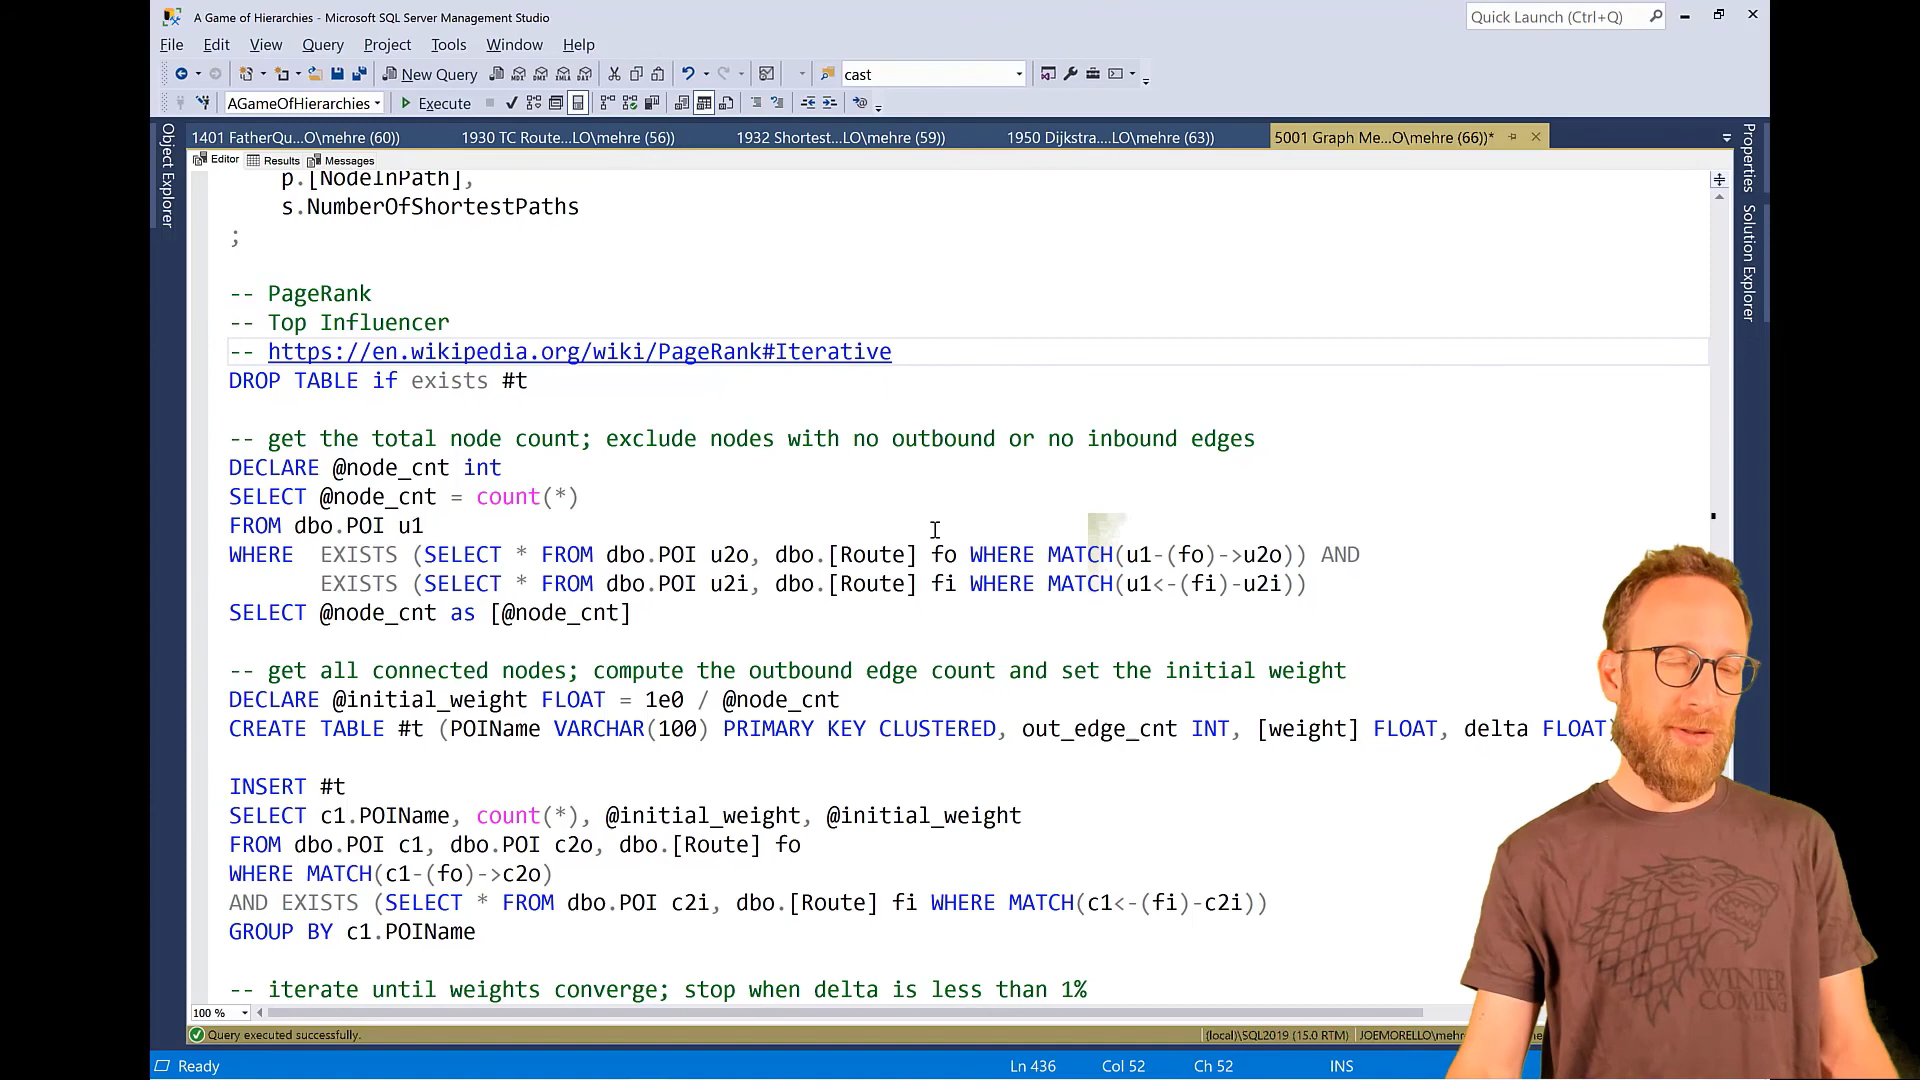 A Game of Hierarchies - Microsoft SQL Server Management Studio
Quick Launch (Ctrl+Q)
File Edit View Query Project Tools Window Help
New Query
cast
AGameOfHierarchies
Execute
1401 FatherQu...O\mehre (60))
1930 TC Route...LO\mehre (56))
1932 Shortest...LO\mehre (59))
1950 Dijkstra....LO\mehre (63))
5001 Graph Me...O\mehre (66))*
Object Explorer
Properties
Solution Explorer
Editor Results Messages
p.[NodeInPath],
s.NumberOfShortestPaths
;
-- PageRank
-- Top Influencer
-- https://en.wikipedia.org/wiki/PageRank#Iterative
DROP TABLE if exists #t
-- get the total node count; exclude nodes with no outbound or no inbound edges
DECLARE @node_cnt int
SELECT @node_cnt = count(*)
FROM dbo.POI u1
WHERE  EXISTS (SELECT * FROM dbo.POI u2o, dbo.[Route] fo WHERE MATCH(u1-(fo)->u2o)) AND
EXISTS (SELECT * FROM dbo.POI u2i, dbo.[Route] fi WHERE MATCH(u1<-(fi)-u2i))
SELECT @node_cnt as [@node_cnt]
-- get all connected nodes; compute the outbound edge count and set the initial weight
DECLARE @initial_weight FLOAT = 1e0 / @node_cnt
CREATE TABLE #t (POIName VARCHAR(100) PRIMARY KEY CLUSTERED, out_edge_cnt INT, [weight] FLOAT, delta FLOAT)
INSERT #t
SELECT c1.POIName, count(*), @initial_weight, @initial_weight
FROM dbo.POI c1, dbo.POI c2o, dbo.[Route] fo
WHERE MATCH(c1-(fo)->c2o)
AND EXISTS (SELECT * FROM dbo.POI c2i, dbo.[Route] fi WHERE MATCH(c1<-(fi)-c2i))
GROUP BY c1.POIName
-- iterate until weights converge; stop when delta is less than 1%
100 %
Query executed successfully.
(local)\SQL2019 (15.0 RTM)
JOEMORELLO\mehr
Ready
Ln 436
Col 52
Ch 52
INS
WINTER
COMING